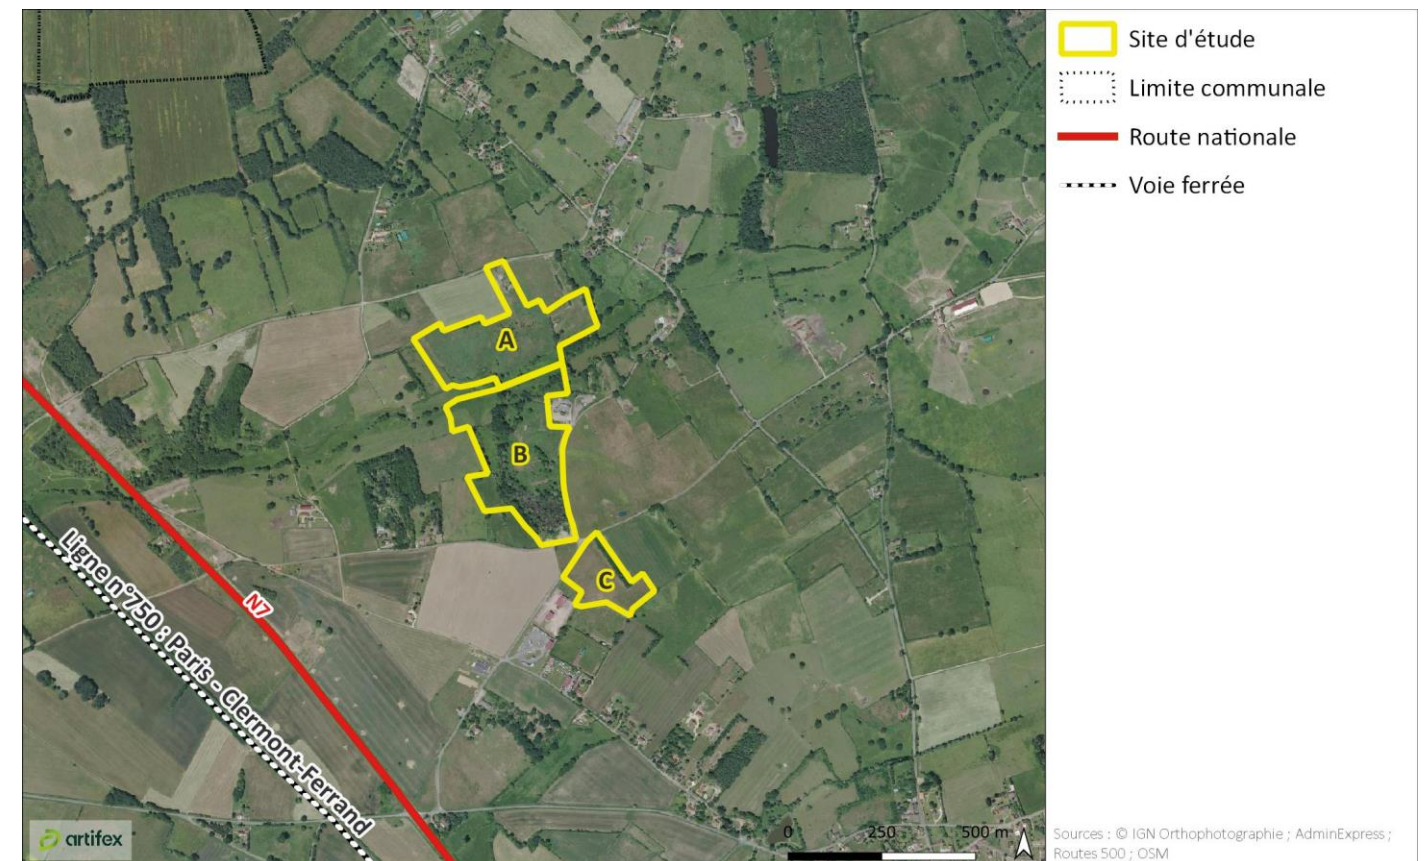 Site d'étude
Limite communale
Route nationale
Voie ferrée
A
B
C
N7
Ligne n°750 : Paris - Clermont-Ferrand
artifex
0 250 500 m
Sources : © IGN Orthophotographie ; AdminExpress ;
Routes 500 ; OSM